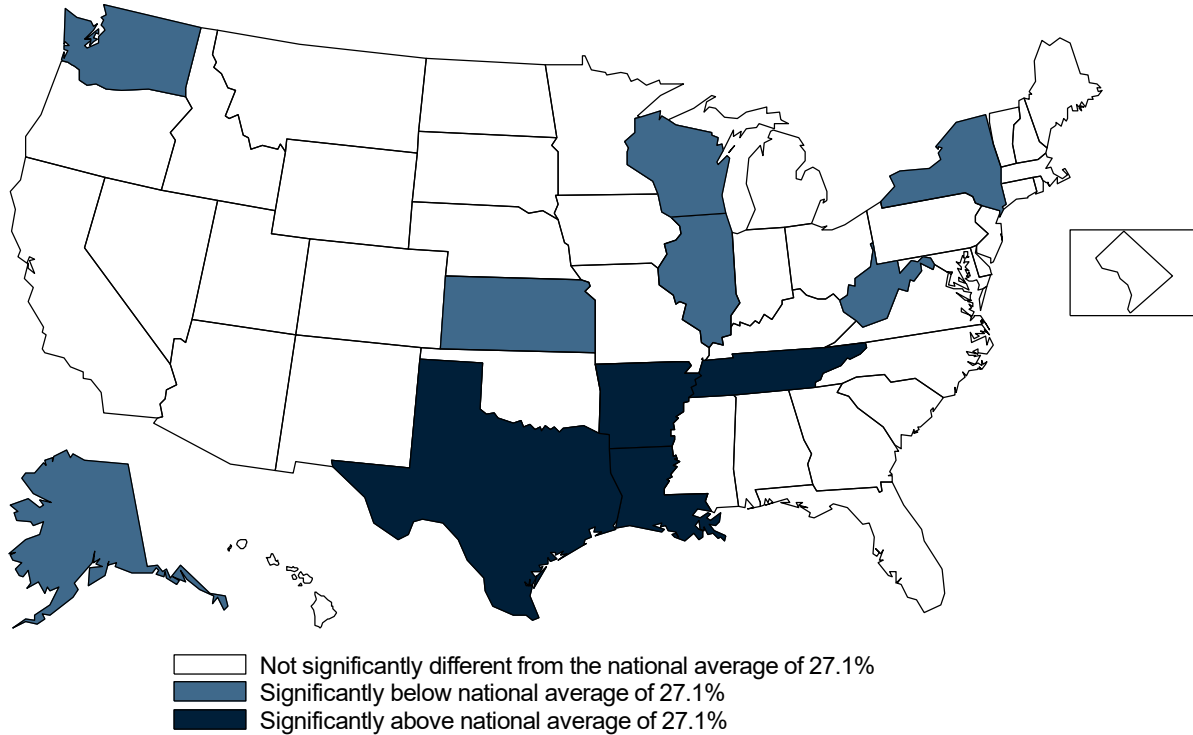 Not significantly different from the national average of 27.1%
Significantly below national average of 27.1%
Significantly above national average of 27.1%